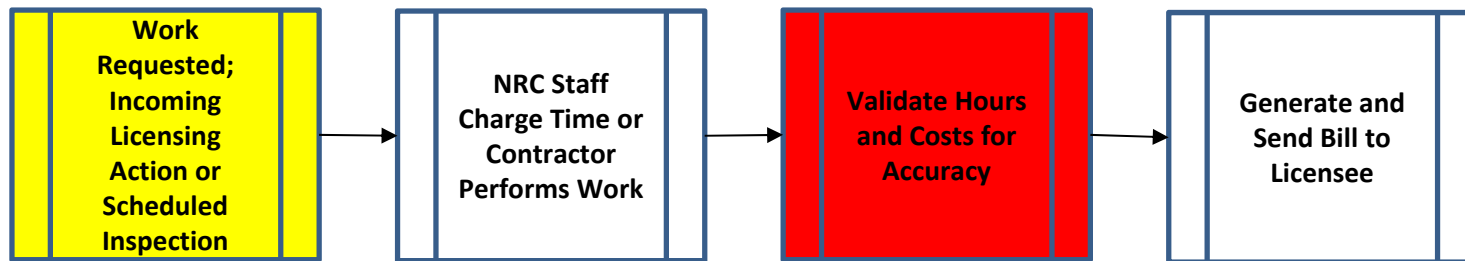 Work
Requested;
Incoming
Licensing
Action or
Scheduled
Inspection
NRC Staff
Charge Time or
Contractor
Performs Work
Validate Hours
and Costs for
Accuracy
Generate and
Send Bill to
Licensee